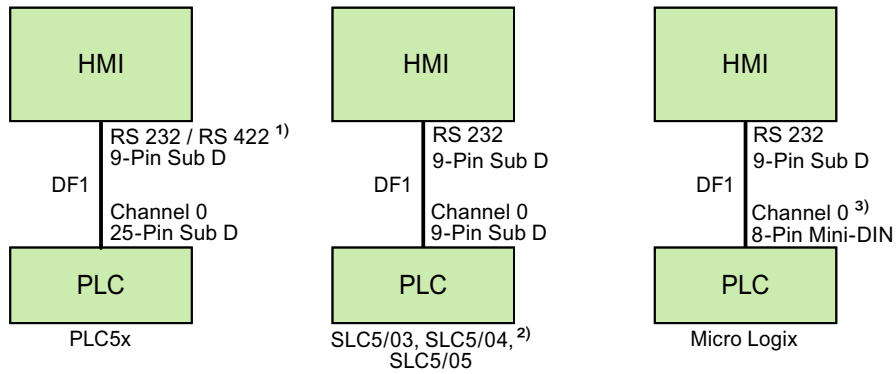 HMI
RS 232 / RS 422 1)
9-Pin Sub D
DF1
Channel 0
25-Pin Sub D
PLC
PLC5x
HMI
RS 232
9-Pin Sub D
DF1
Channel 0
9-Pin Sub D
PLC
SLC5/03, SLC5/04, 2)
SLC5/05
HMI
RS 232
9-Pin Sub D
DF1
Channel 0 3)
8-Pin Mini-DIN
PLC
Micro Logix